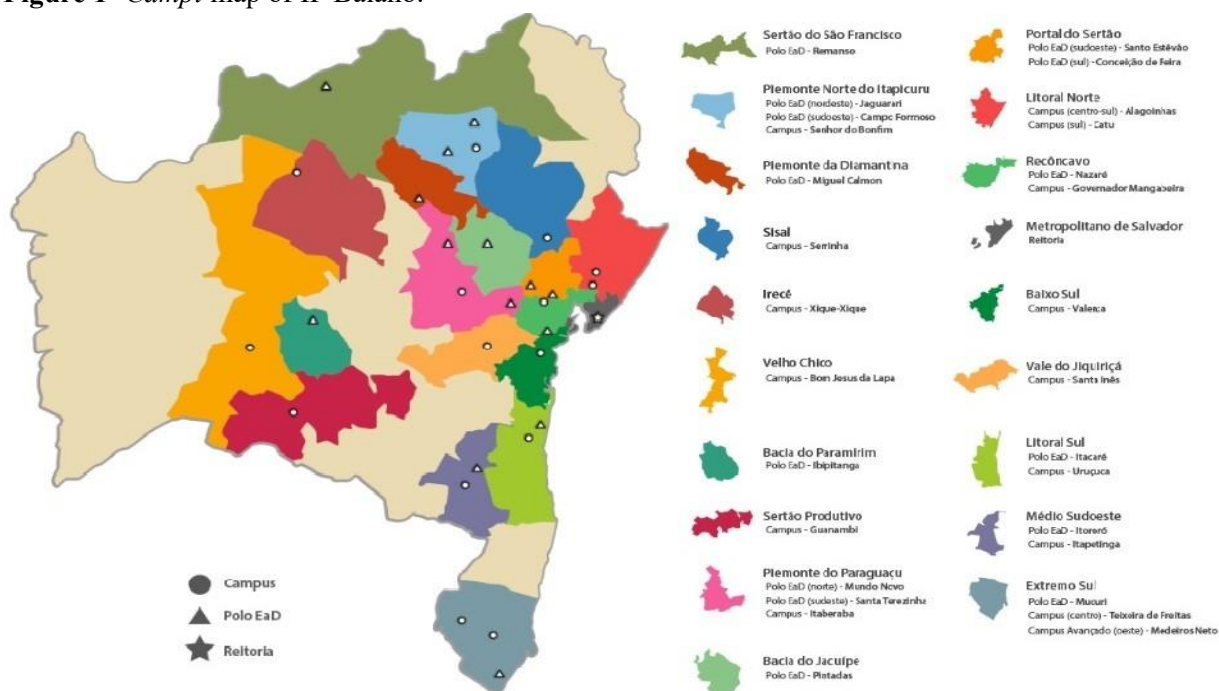 Figure 1- Campi map of IF Baiano.
Sertão do São Francisco
Polo EaD - Remanso
Piemonte Norte do Itapicuru
Polo EaD (nordeste) - Jaguarari
Polo EaD (sudoeste) - Campo Formoso
Campus - Senhor do Bonfim
Piemonte da Diamantina
Polo EaD - Miguel Calmon
Sisal
Campus - Serrinha
Irecê
Campus - Xique-Xique
Velho Chico
Campus - Bom Jesus da Lapa
Bacia do Paramirim
Polo EaD - Ibipitanga
Sertão Produtivo
Campus - Guanambi
Piemonte do Paraguaçu
Polo EaD (norte) - Mundo Novo
Polo EaD (sudeste) - Santa Terezinha
Campus - Itaberaba
Bacia do Jacuípe
Polo EaD - Pintadas
Portal do Sertão
Polo EaD (sudoeste) - Santo Estêvão
Polo EaD (sul) - Conceição de Feira
Litoral Norte
Campus (centro-sul) - Alagoinhas
Campus (sul) - Catu
Recôncavo
Polo EaD - Nazaré
Campus - Governador Mangabeira
Metropolitano de Salvador
Reitoria
Baixo Sul
Campus - Valença
Vale do Jiquiriçá
Campus - Santa Inês
Litoral Sul
Polo EaD - Itacaré
Campus - Uruçuca
Médio Sudoeste
Polo EaD - Itororó
Campus - Itapetinga
Extremo Sul
Polo EaD - Mucuri
Campus (centro) - Teixeira de Freitas
Campus Avançado (oeste) - Medeiros Neto
Campus
Polo EaD
Reitoria